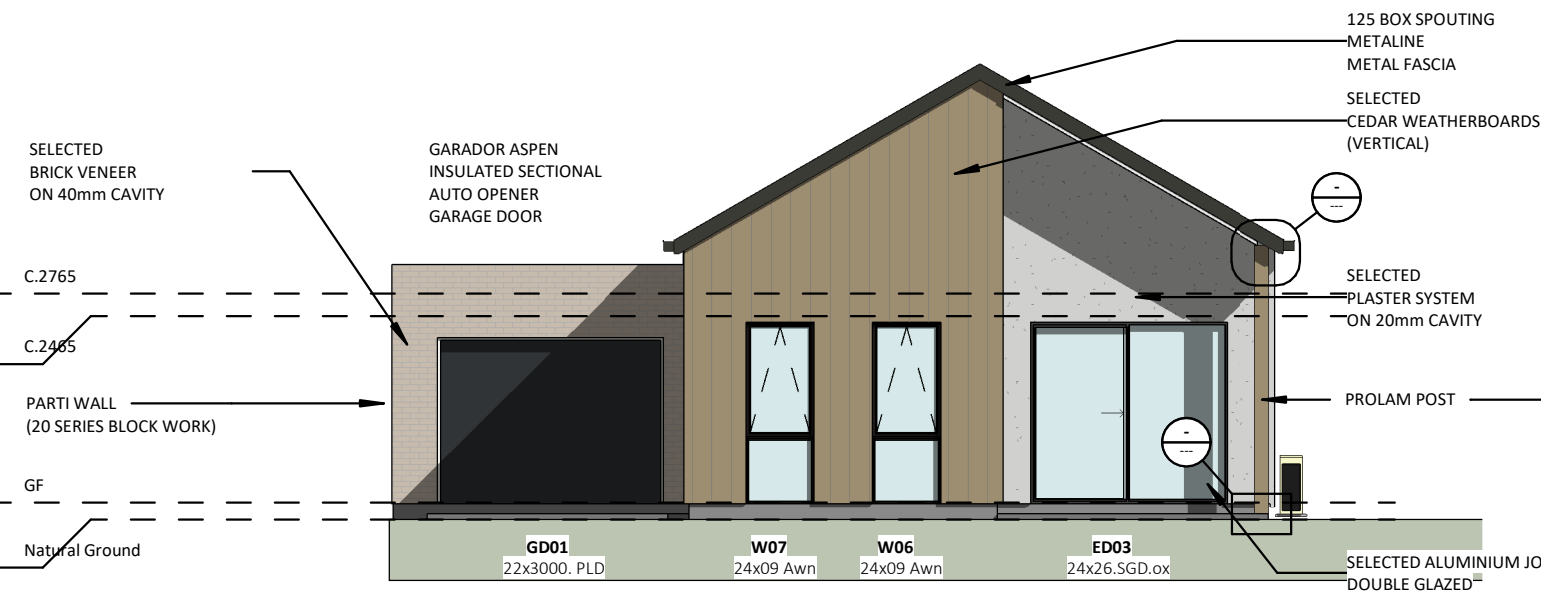 125 BOX SPOUTING
METALINE
METAL FASCIA
SELECTED
CEDAR WEATHERBOARDS
(VERTICAL)
SELECTED
BRICK VENEER
ON 40mm CAVITY
GARADOR ASPEN
INSULATED SECTIONAL
AUTO OPENER
GARAGE DOOR
-
---
C.2765
SELECTED
PLASTER SYSTEM
ON 20mm CAVITY
C.2465
PARTI WALL
(20 SERIES BLOCK WORK)
PROLAM POST
-
---
GF
Natural Ground
GD01
22x3000. PLD
W07
24x09 Awn
W06
24x09 Awn
ED03
24x26.SGD.ox
SELECTED ALUMINIUM JO
DOUBLE GLAZED